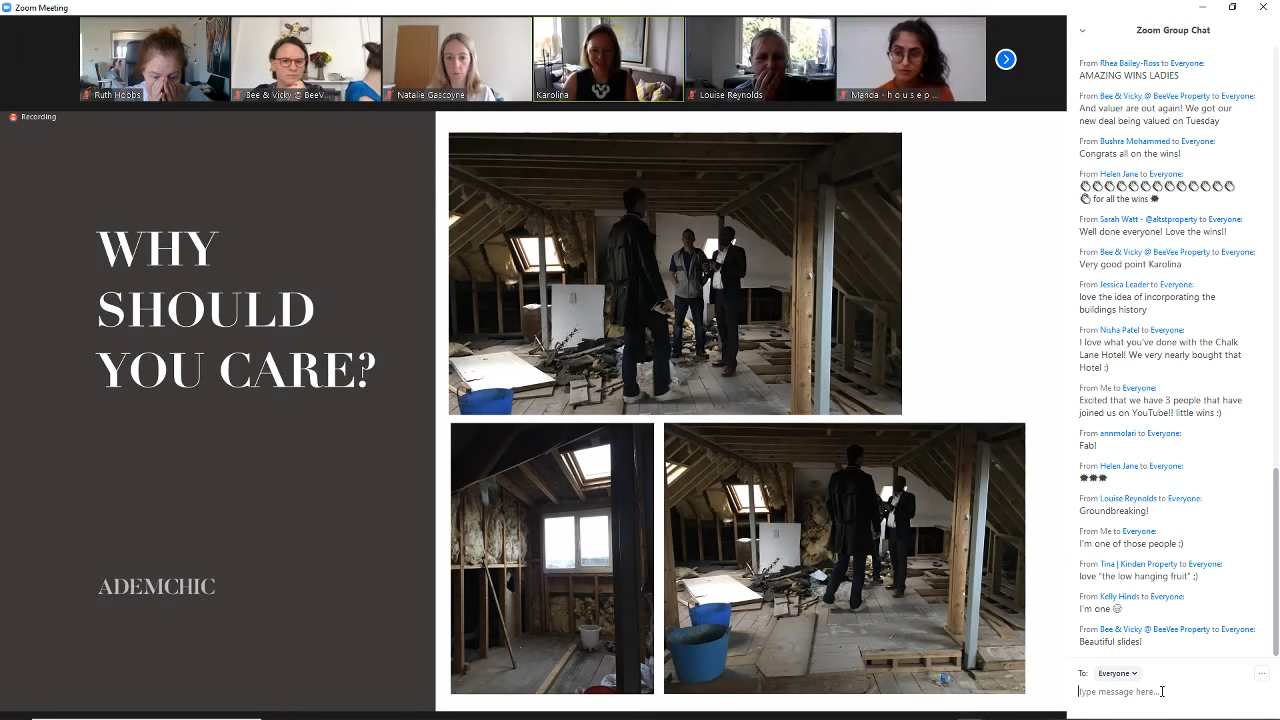 Zoom Meeting
Ruth Hobbs
Bee & Vicky @ BeeV...
Natalie Gascoyne
Karolina
Louise Reynolds
Manda - h o u s e p...
Recording
WHY
SHOULD
YOU CARE?
ADEMCHIC
Zoom Group Chat
From Rhea Bailey-Ross to Everyone:
AMAZING WINS LADIES
From Bee & Vicky @ BeeVee Property to Everyone:
And valuer are out again! We got our
new deal being valued on Tuesday
From Bushra Mohammed to Everyone:
Congrats all on the wins!
From Helen Jane to Everyone:
for all the wins
From Sarah Watt - @altstproperty to Everyone:
Well done everyone! Love the wins!!
From Bee & Vicky @ BeeVee Property to Everyone:
Very good point Karolina
From Jessica Leader to Everyone:
love the idea of incorporating the
buildings history
From Nisha Patel to Everyone:
I love what you've done with the Chalk
Lane Hotel! We very nearly bought that
Hotel :)
From Me to Everyone:
Excited that we have 3 people that have
joined us on YouTube!! little wins :)
From annmolari to Everyone:
Fab!
From Helen Jane to Everyone:
From Louise Reynolds to Everyone:
Groundbreaking!
From Me to Everyone:
I'm one of those people :)
From Tina | Kinden Property to Everyone:
love "the low hanging fruit" ;)
From Kelly Hinds to Everyone:
I'm one
From Bee & Vicky @ BeeVee Property to Everyone:
Beautiful slides!
To: Everyone
Type message here...